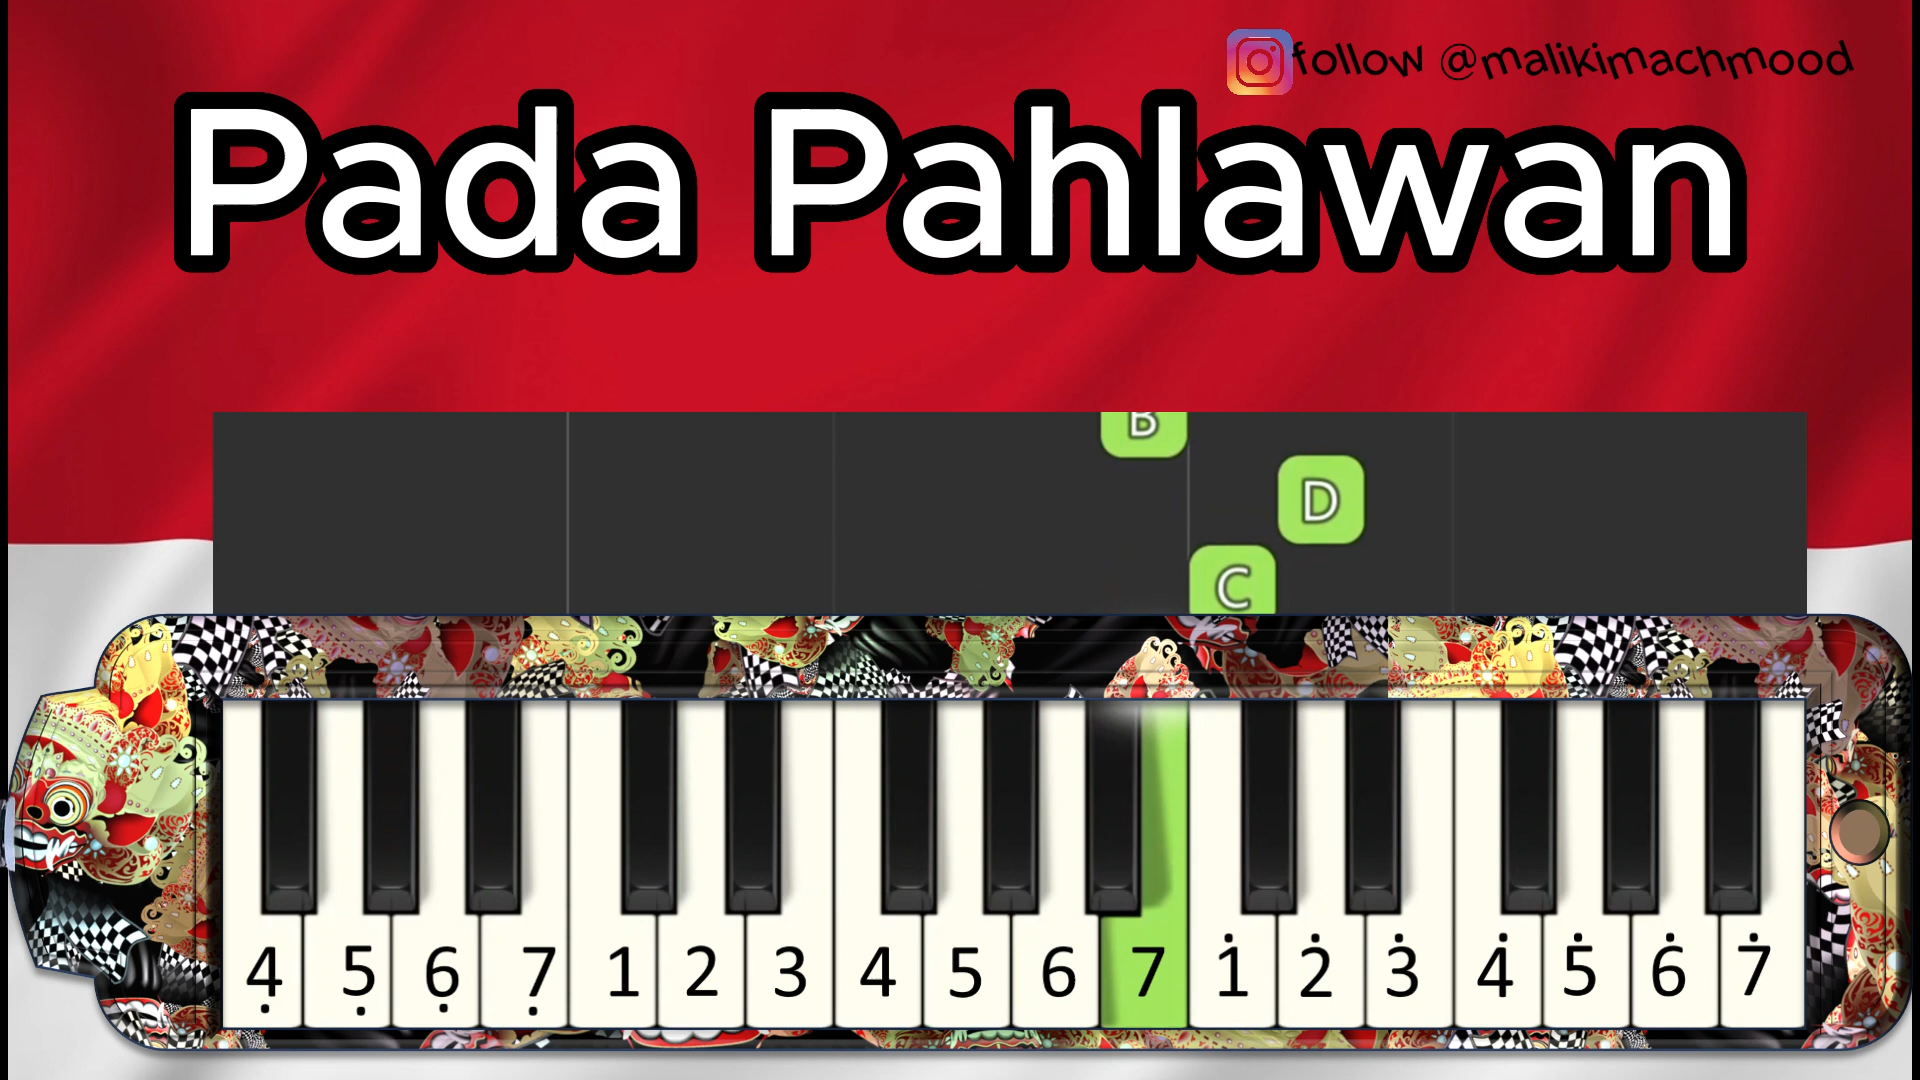 follow @malikimachmood
Pada Pahlawan
B
D
C
4̣ 5̣ 6̣ 7̣ 1 2 3 4 5 6 7 1̇ 2̇ 3̇ 4̇ 5̇ 6̇ 7̇